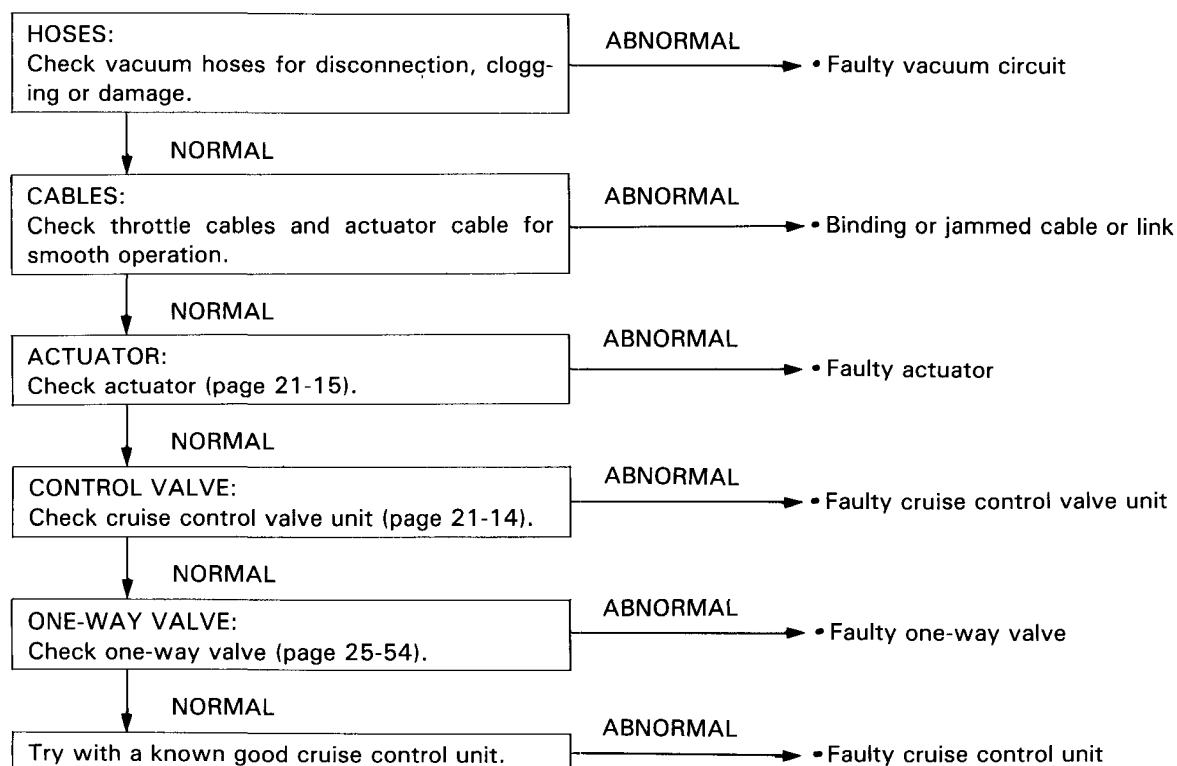 HOSES:
Check vacuum hoses for disconnection, clogg-
ing or damage.
ABNORMAL
• Faulty vacuum circuit
NORMAL
CABLES:
Check throttle cables and actuator cable for
smooth operation.
ABNORMAL
• Binding or jammed cable or link
NORMAL
ACTUATOR:
Check actuator (page 21-15).
ABNORMAL
• Faulty actuator
NORMAL
CONTROL VALVE:
Check cruise control valve unit (page 21-14).
ABNORMAL
• Faulty cruise control valve unit
NORMAL
ONE-WAY VALVE:
Check one-way valve (page 25-54).
ABNORMAL
• Faulty one-way valve
NORMAL
Try with a known good cruise control unit.
ABNORMAL
• Faulty cruise control unit